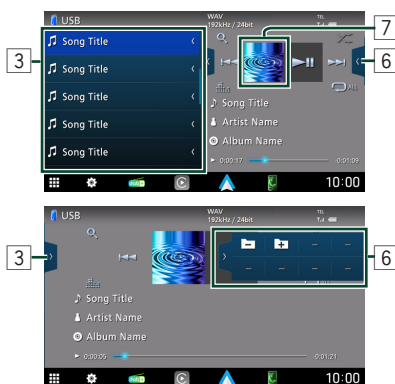 USB
WAV
192kHz / 24bit
TEL
7
3
Song Title
Song Title
Song Title
Song Title
Song Title
6
ALL
Song Title
Artist Name
Album Name
0:00:17
-0:01:09
10:00
USB
WAV
192kHz / 24bit
TEL
3
6
Song Title
Artist Name
Album Name
0:00:05
-0:01:21
10:00